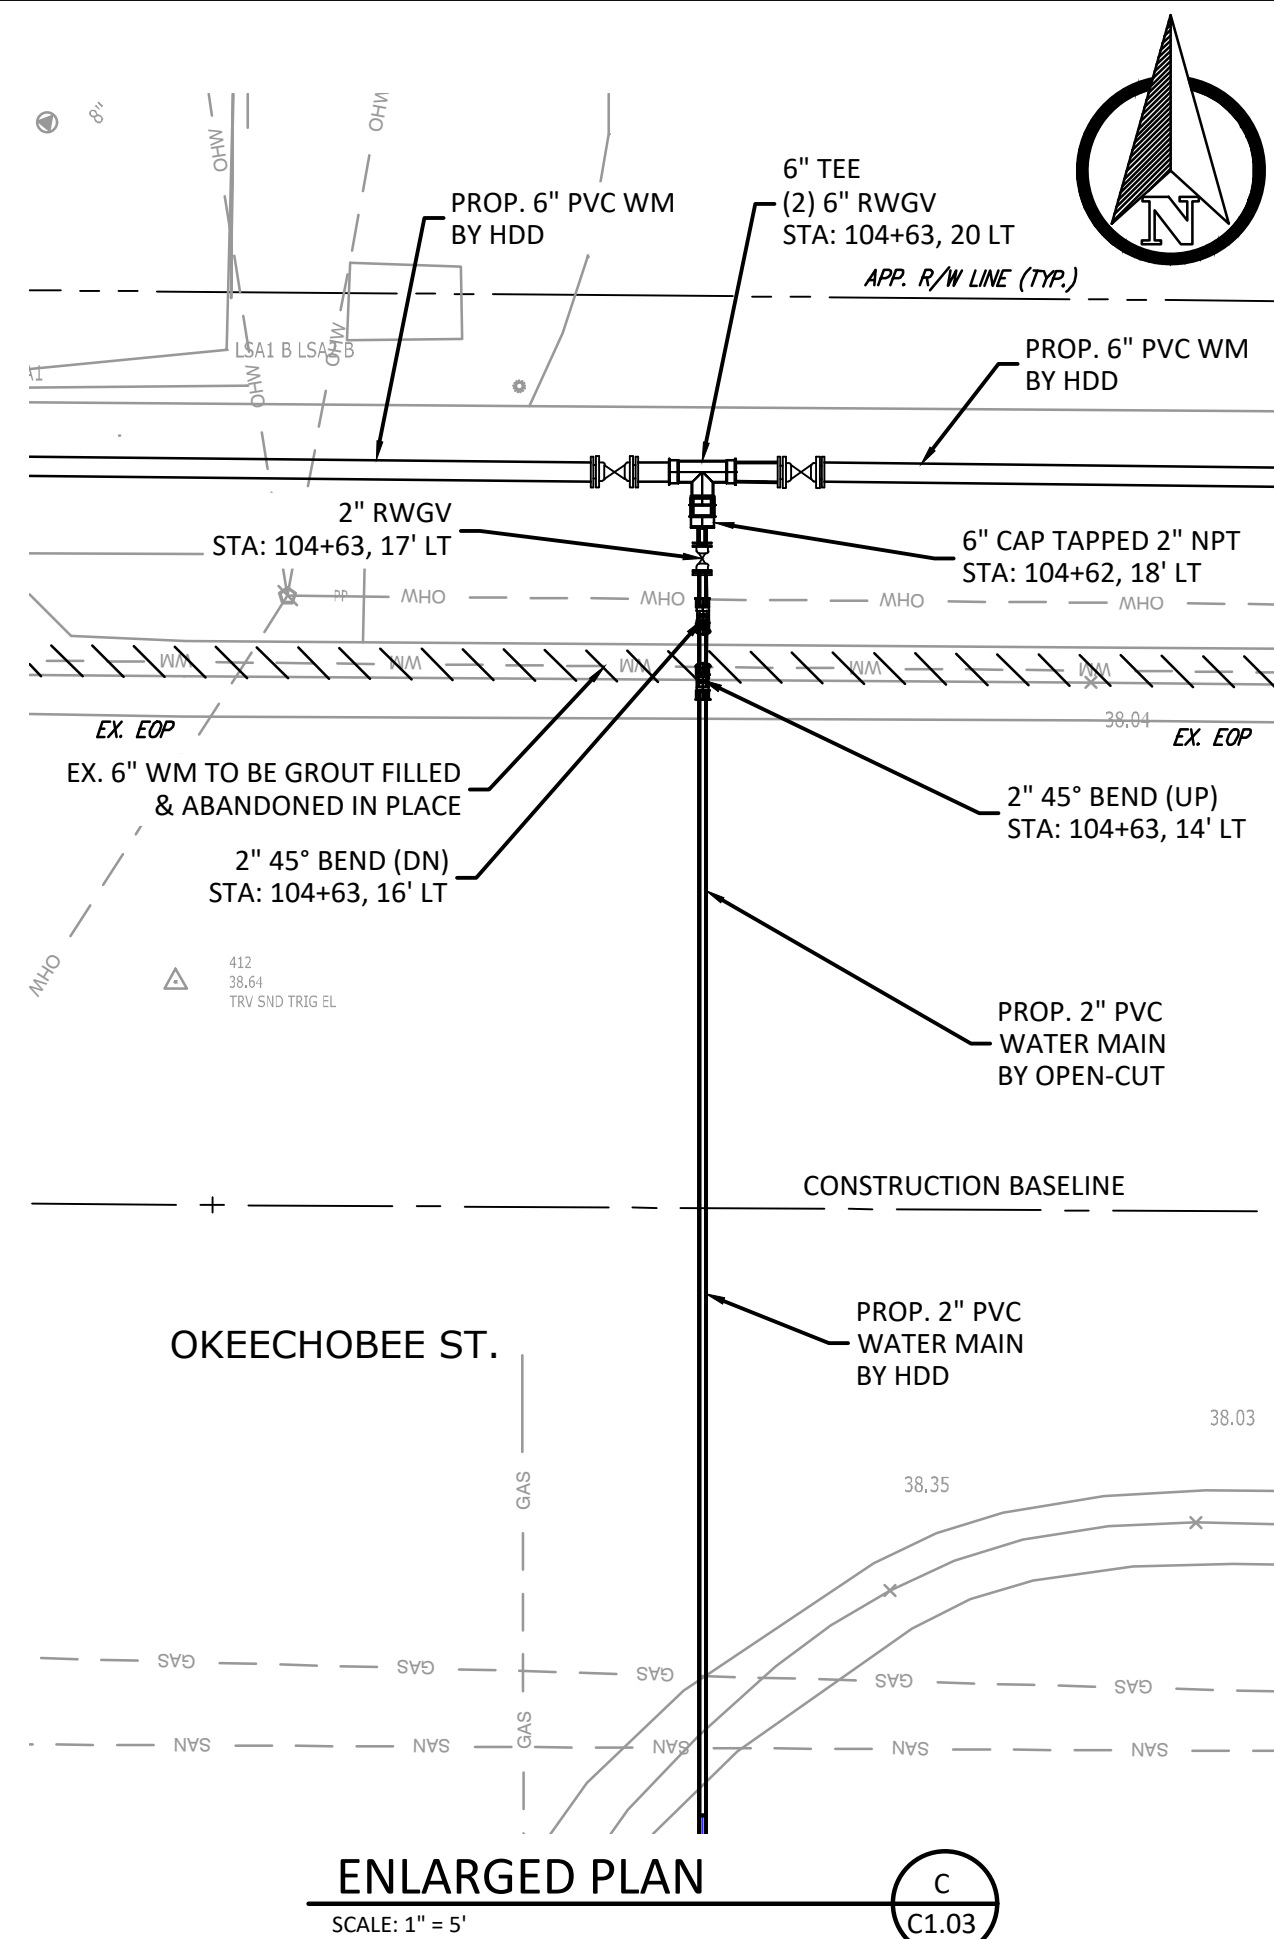 8"
OHW
OHW
N
6" TEE
(2) 6" RWGV
STA: 104+63, 20 LT
PROP. 6" PVC WM
BY HDD
APP. R/W LINE (TYP.)
LSA1 B LSA2 B
OHW
OHW
A1
PROP. 6" PVC WM
BY HDD
2" RWGV
STA: 104+63, 17' LT
6" CAP TAPPED 2" NPT
STA: 104+62, 18' LT
PP
OHW
OHW
OHW
OHW
WM
WM
WM
WM
WM
38.04
EX. EOP
EX. EOP
EX. 6" WM TO BE GROUT FILLED
& ABANDONED IN PLACE
2" 45° BEND (UP)
STA: 104+63, 14' LT
2" 45° BEND (DN)
STA: 104+63, 16' LT
OHW
412
38.64
TRV SND TRIG EL
PROP. 2" PVC
WATER MAIN
BY OPEN-CUT
CONSTRUCTION BASELINE
PROP. 2" PVC
WATER MAIN
BY HDD
OKEECHOBEE ST.
38.03
38.35
GAS
GAS
GAS
GAS
GAS
GAS
GAS
SAN
SAN
SAN
SAN
SAN
ENLARGED PLAN
SCALE: 1" = 5'
C
C1.03